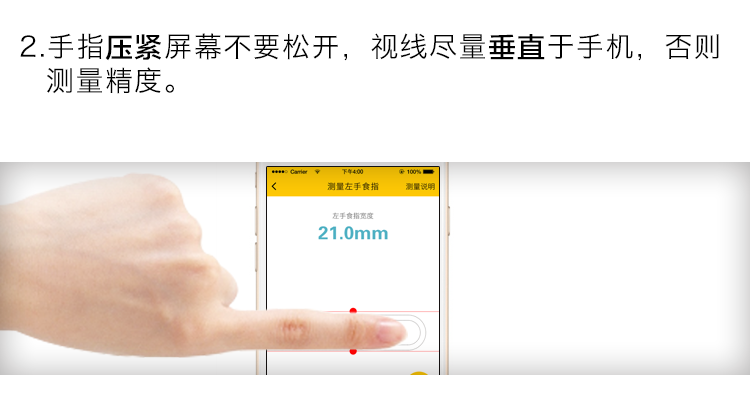 2.手指压紧屏幕不要松开，视线尽量垂直于手机，否则
测量精度。
Carrier 下午4:00 100%
测量左手食指 测量说明
左手食指宽度
21.0mm